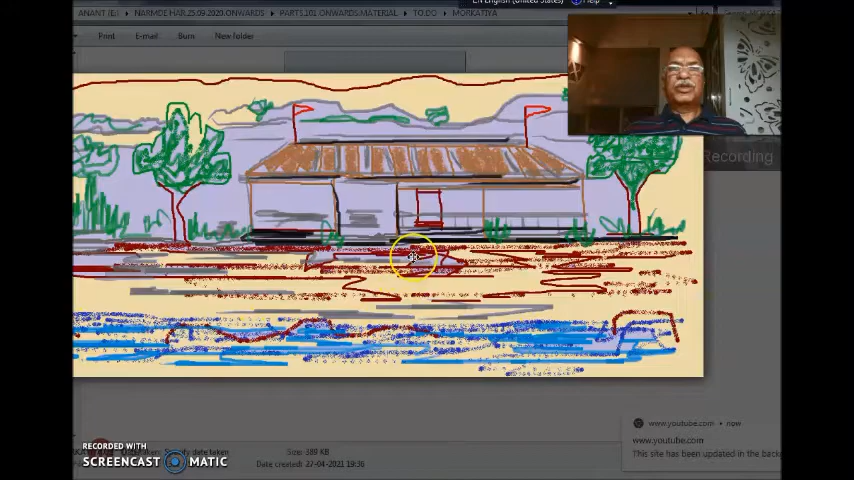 EN English (United States) Help
ANANT (E:) ▸ NARMDE HAR.25.09.2020.ONWARDS ▸ PARTS.101 ONWARDS.MATERIAL ▸ TO.DO ▸ MORKATIYA
Print E-mail Burn New folder
Recording
www.youtube.com • now
www.youtube.com
This site has been updated in the back
date taken Size: 389 KB
Date created: 27-04-2021 19:36
RECORDED WITH
SCREENCAST MATIC